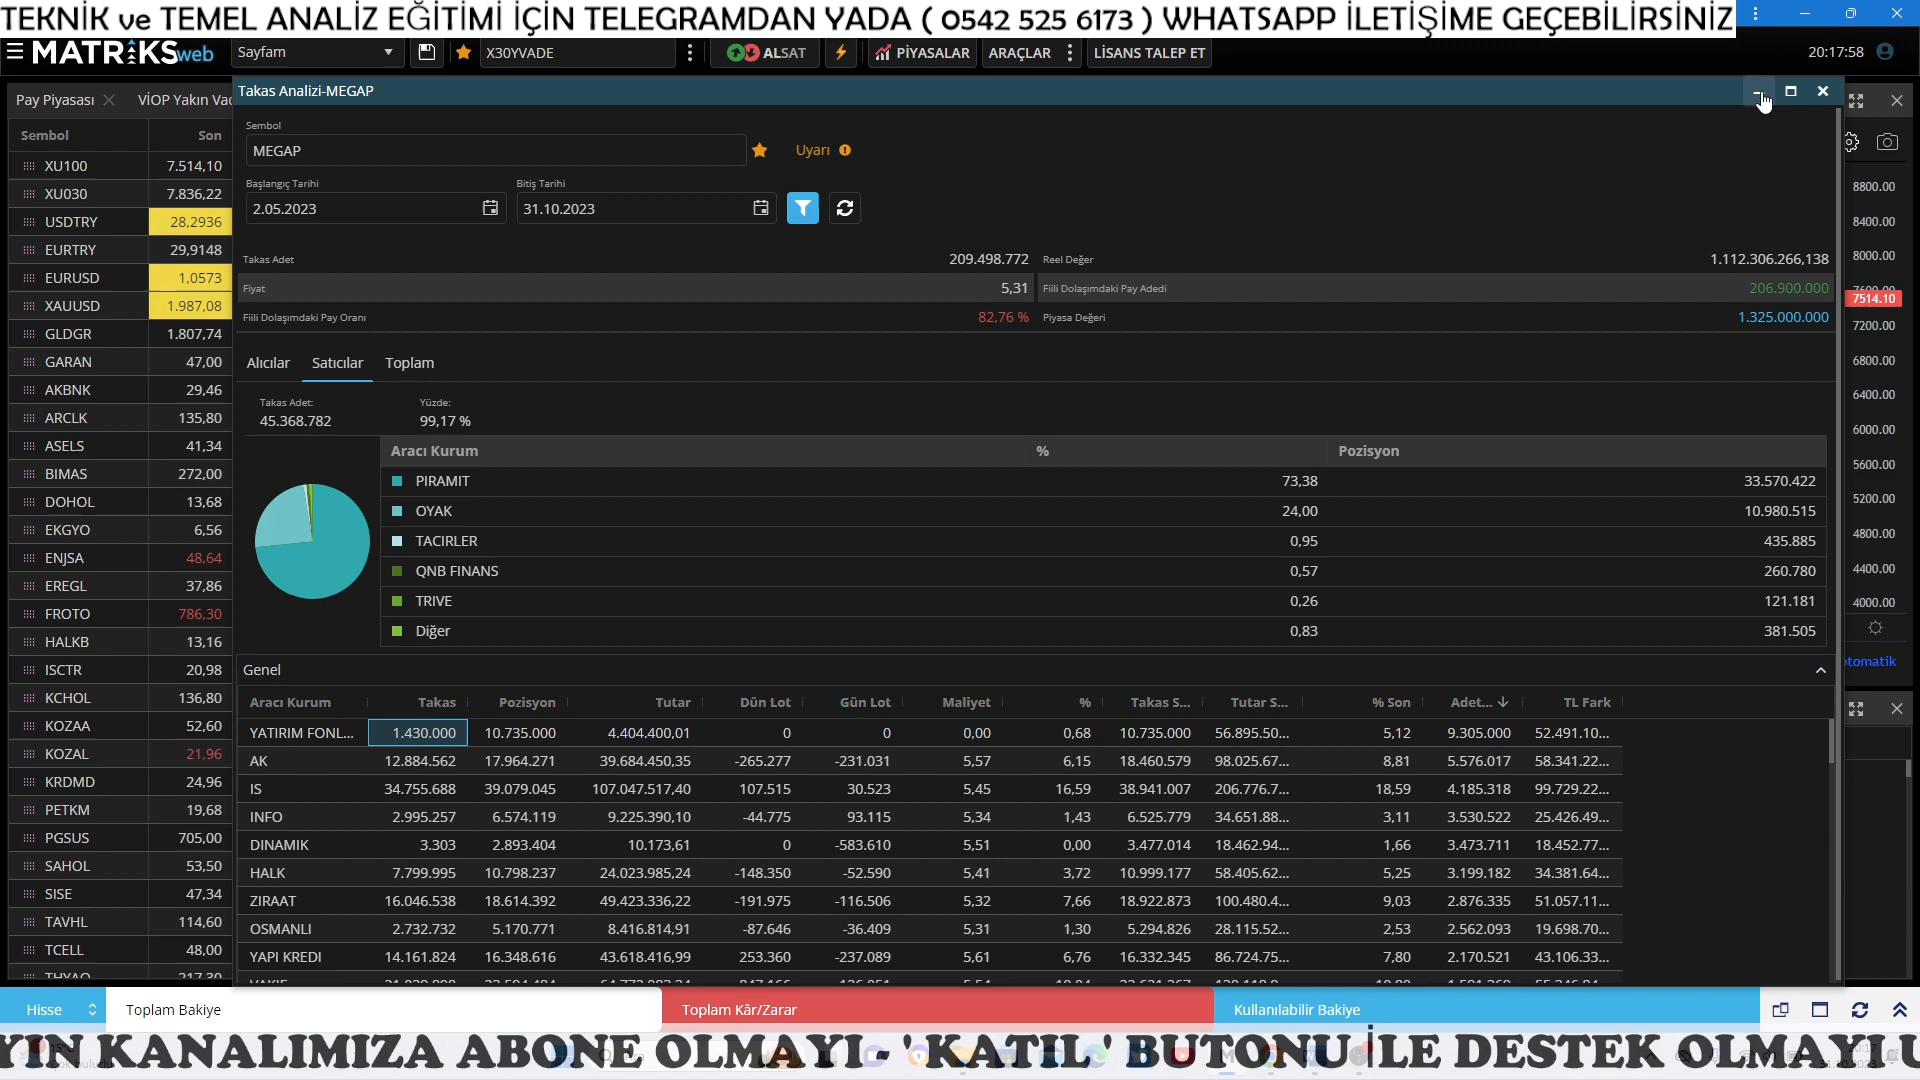 TEKNİK ve TEMEL ANALİZ EĞİTİMİ İÇİN TELEGRAMDAN YADA ( 0542 525 6173 ) WHATSAPP İLETİŞİME GEÇEBİLİRSİNİZ
MATRİKS web Sayfam X30YVADE ALSAT PİYASALAR ARAÇLAR LİSANS TALEP ET 20:17:58
Pay Piyasası VİOP Yakın Vad
Takas Analizi-MEGAP
Sembol Son
XU100 7.514,10
XU030 7.836,22
USDTRY 28,2936
EURTRY 29,9148
EURUSD 1,0573
XAUUSD 1.987,08
GLDGR 1.807,74
GARAN 47,00
AKBNK 29,46
ARCLK 135,80
ASELS 41,34
BIMAS 272,00
DOHOL 13,68
EKGYO 6,56
ENJSA 48,64
EREGL 37,86
FROTO 786,30
HALKB 13,16
ISCTR 20,98
KCHOL 136,80
KOZAA 52,60
KOZAL 21,96
KRDMD 24,96
PETKM 19,68
PGSUS 705,00
SAHOL 53,50
SISE 47,34
TAVHL 114,60
TCELL 48,00
THYAO 217,30
Sembol
MEGAP Uyarı
Başlangıç Tarihi Bitiş Tarihi
2.05.2023 31.10.2023
Takas Adet 209.498.772 Reel Değer 1.112.306.266,138
Fiyat 5,31 Fiili Dolaşımdaki Pay Adedi 206.900.000
Fiili Dolaşımdaki Pay Oranı 82,76 % Piyasa Değeri 1.325.000.000
Alıcılar Satıcılar Toplam
Takas Adet: Yüzde:
45.368.782 99,17 %
Aracı Kurum % Pozisyon
PIRAMIT 73,38 33.570.422
OYAK 24,00 10.980.515
TACIRLER 0,95 435.885
QNB FINANS 0,57 260.780
TRIVE 0,26 121.181
Diğer 0,83 381.505
Genel
Aracı Kurum Takas Pozisyon Tutar Dün Lot Gün Lot Maliyet % Takas S... Tutar S... % Son Adet... TL Fark
YATIRIM FONL... 1.430.000 10.735.000 4.404.400,01 0 0 0,00 0,68 10.735.000 56.895.50... 5,12 9.305.000 52.491.10...
AK 12.884.562 17.964.271 39.684.450,35 -265.277 -231.031 5,57 6,15 18.460.579 98.025.67... 8,81 5.576.017 58.341.22...
IS 34.755.688 39.079.045 107.047.517,40 107.515 30.523 5,45 16,59 38.941.007 206.776.7... 18,59 4.185.318 99.729.22...
INFO 2.995.257 6.574.119 9.225.390,10 -44.775 93.115 5,34 1,43 6.525.779 34.651.88... 3,11 3.530.522 25.426.49...
DINAMIK 3.303 2.893.404 10.173,61 0 -583.610 5,51 0,00 3.477.014 18.462.94... 1,66 3.473.711 18.452.77...
HALK 7.799.995 10.798.237 24.023.985,24 -148.350 -52.590 5,41 3,72 10.999.177 58.405.62... 5,25 3.199.182 34.381.64...
ZIRAAT 16.046.538 18.614.392 49.423.336,22 -191.975 -116.506 5,32 7,66 18.922.873 100.480.4... 9,03 2.876.335 51.057.11...
OSMANLI 2.732.732 5.170.771 8.416.814,91 -87.646 -36.409 5,31 1,30 5.294.826 28.115.52... 2,53 2.562.093 19.698.70...
YAPI KREDI 14.161.824 16.348.616 43.618.416,99 253.360 -237.089 5,61 6,76 16.332.345 86.724.75... 7,80 2.170.521 43.106.33...
8800.00
8400.00
8000.00
7514.10
7200.00
6800.00
6400.00
6000.00
5600.00
5200.00
4800.00
4400.00
4000.00
tomatik
Hisse Toplam Bakiye Toplam Kâr/Zarar Kullanılabilir Bakiye
YIN KANALIMIZA ABONE OLMAYI - 'KATIL' BUTONU İLE DESTEK OLMAYI U